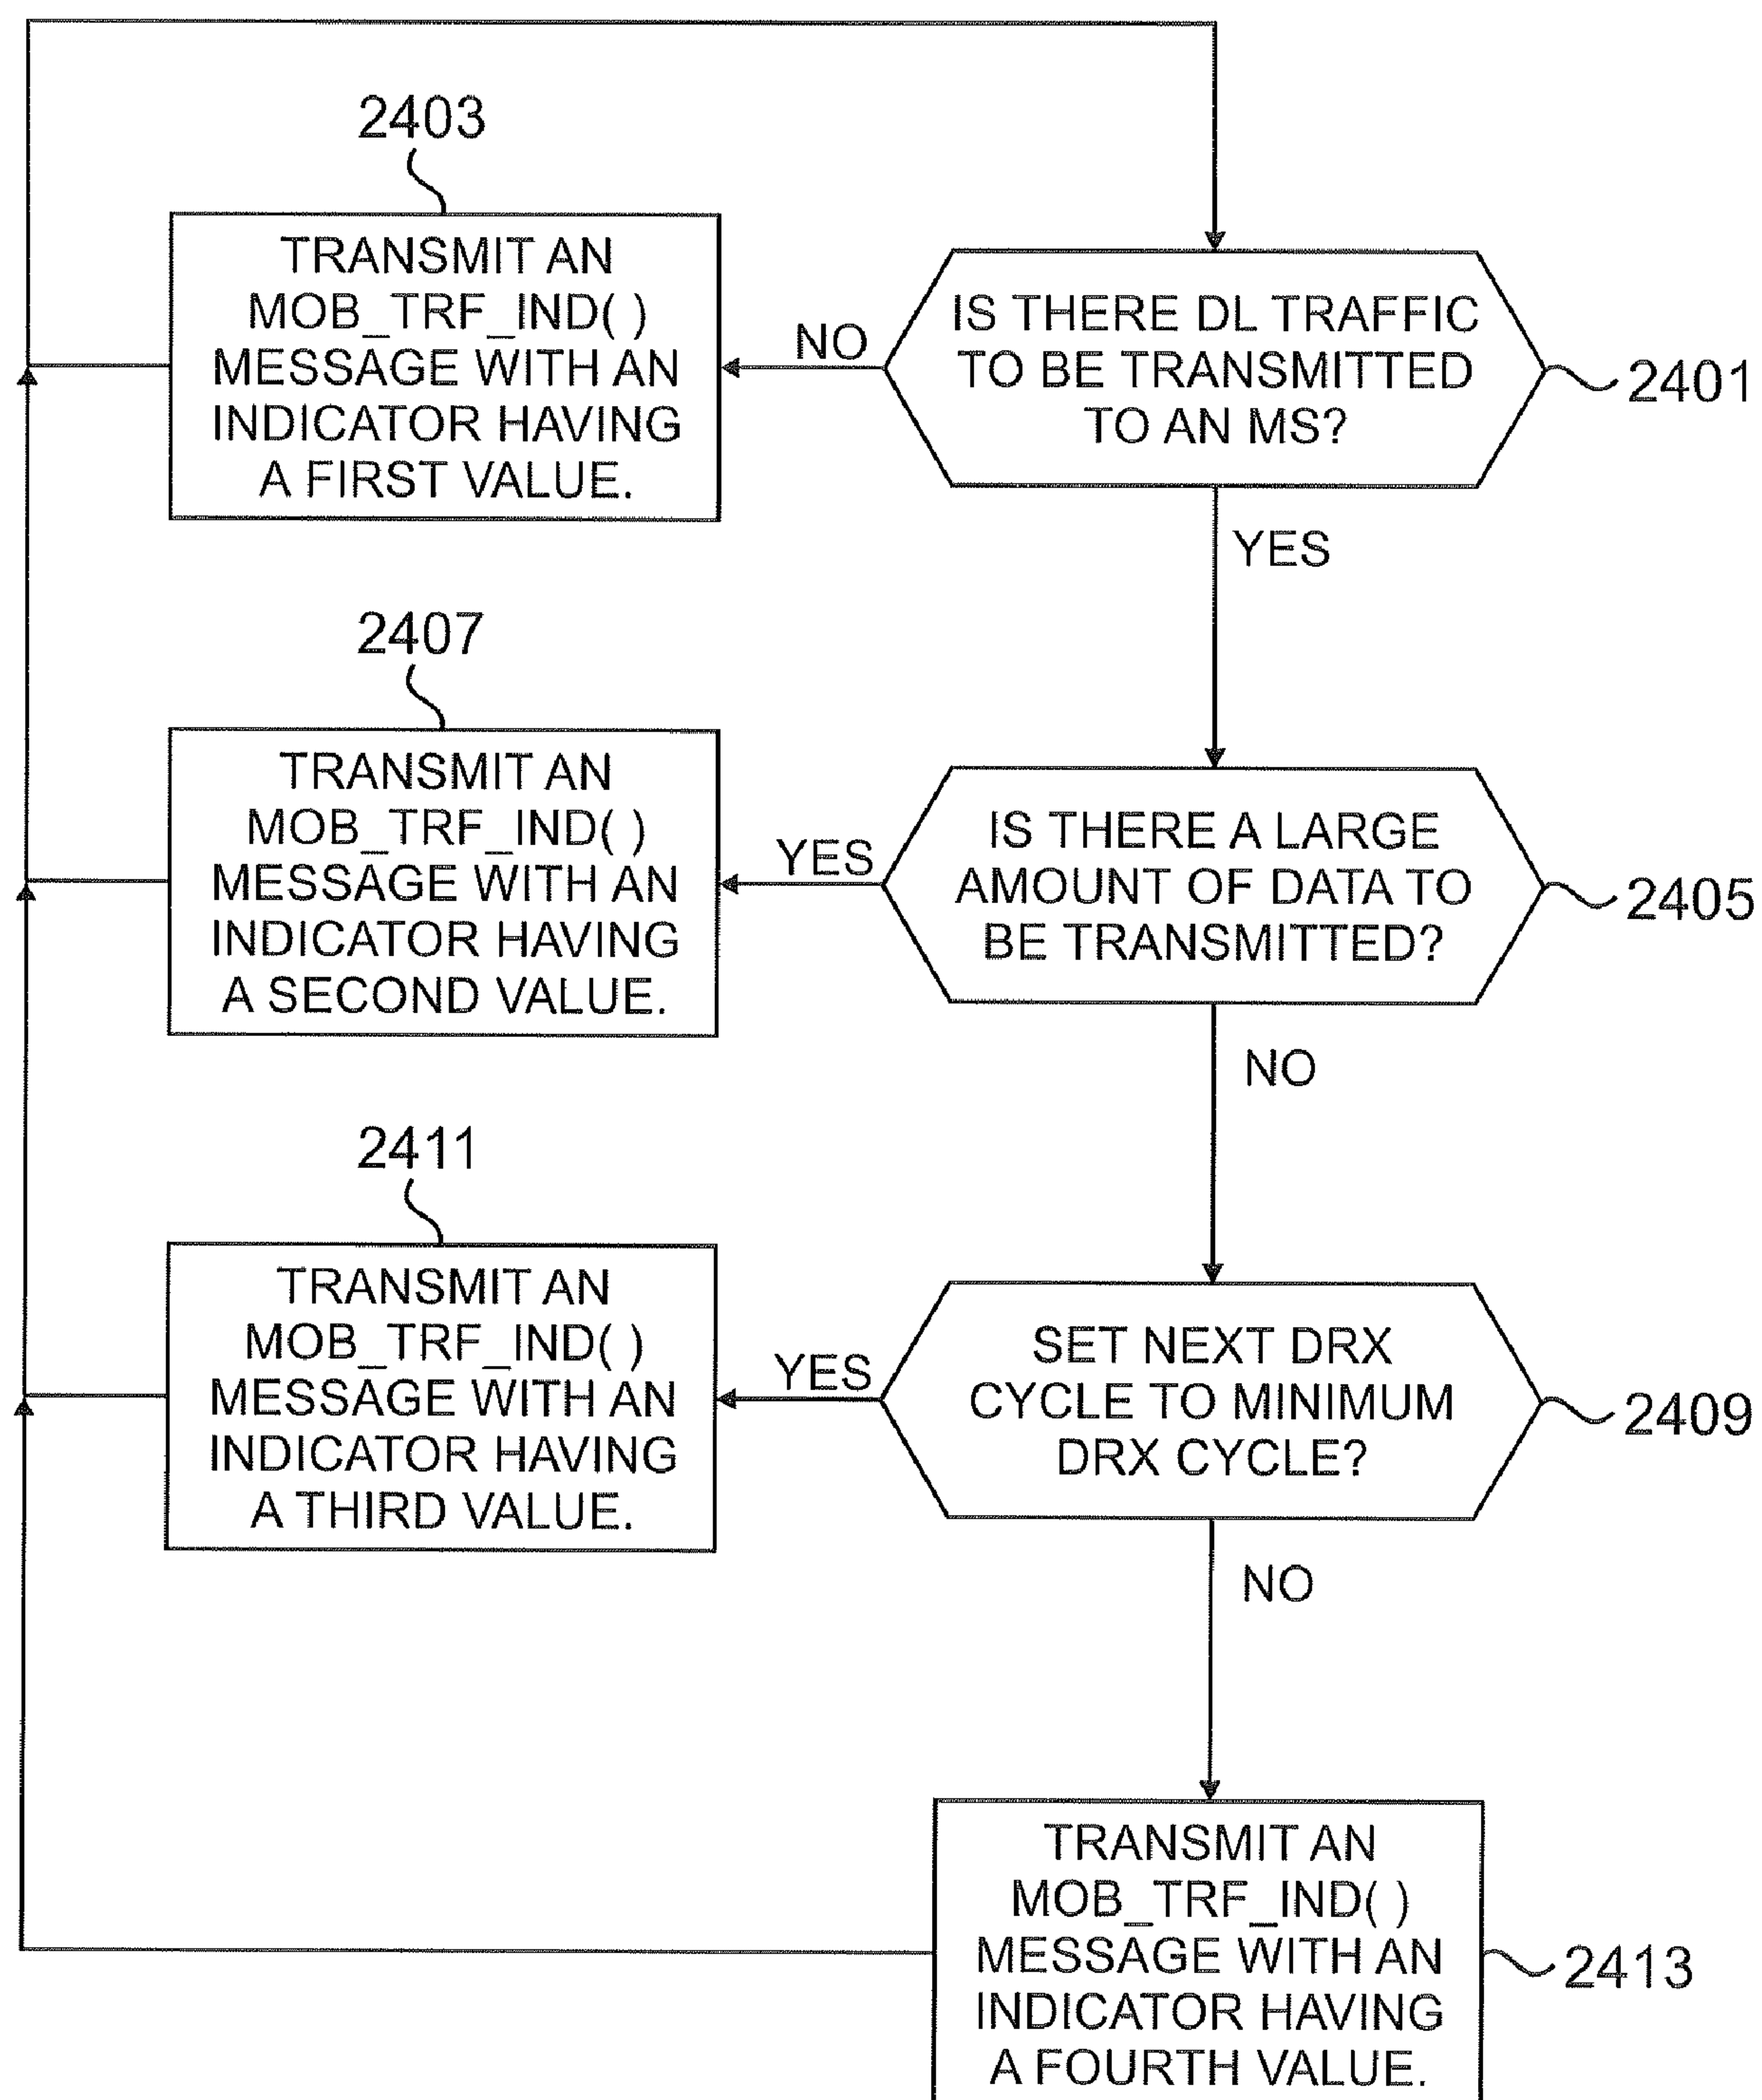 2403
TRANSMIT AN
MOB_TRF_IND( )
MESSAGE WITH AN
INDICATOR HAVING
A FIRST VALUE.
NO
IS THERE DL TRAFFIC
TO BE TRANSMITTED
TO AN MS?
2401
YES
2407
TRANSMIT AN
MOB_TRF_IND( )
MESSAGE WITH AN
INDICATOR HAVING
A SECOND VALUE.
YES
IS THERE A LARGE
AMOUNT OF DATA TO
BE TRANSMITTED?
2405
NO
2411
TRANSMIT AN
MOB_TRF_IND( )
MESSAGE WITH AN
INDICATOR HAVING
A THIRD VALUE.
YES
SET NEXT DRX
CYCLE TO MINIMUM
DRX CYCLE?
2409
NO
TRANSMIT AN
MOB_TRF_IND( )
MESSAGE WITH AN
INDICATOR HAVING
A FOURTH VALUE.
2413